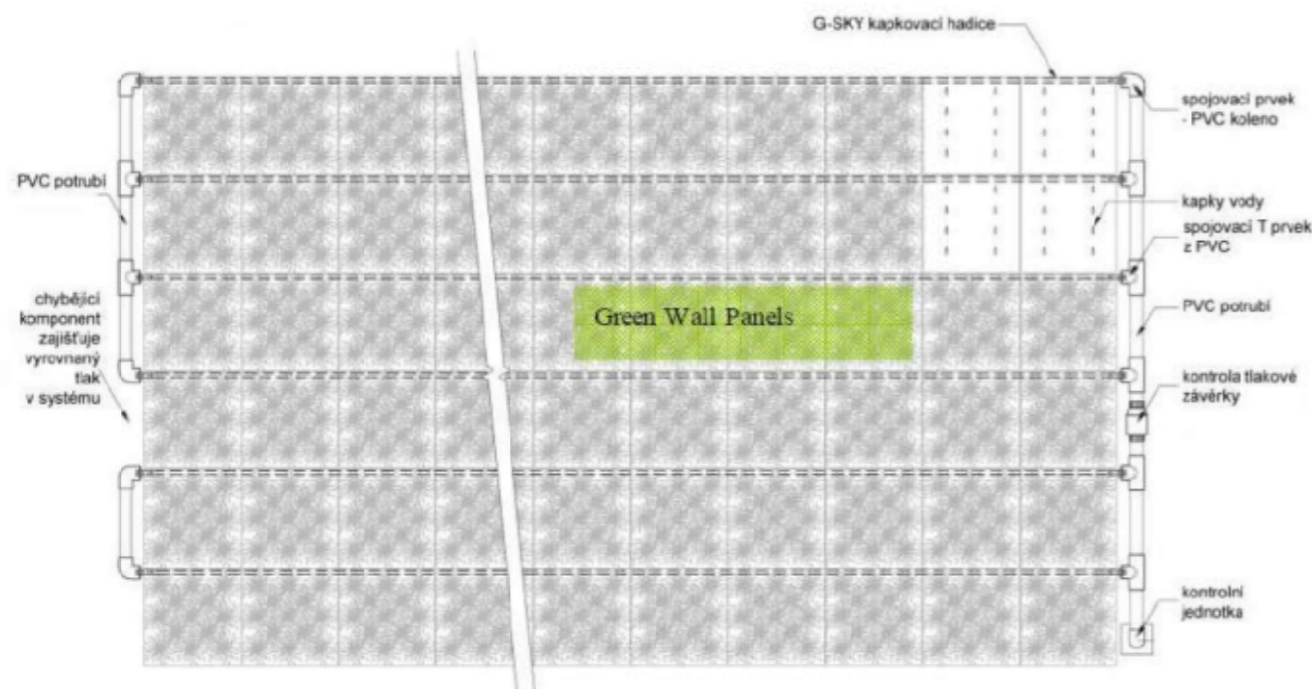 G-SKY kapkovací hadice
spojovací prvek
- PVC koleno
PVC potrubí
kapky vody
spojovací T prvek
z PVC
chybějící
komponent
zajišťuje
vyrovnaný
tlak
v systému
Green Wall Panels
PVC potrubí
kontrola tlakové
závěrky
kontrolní
jednotka